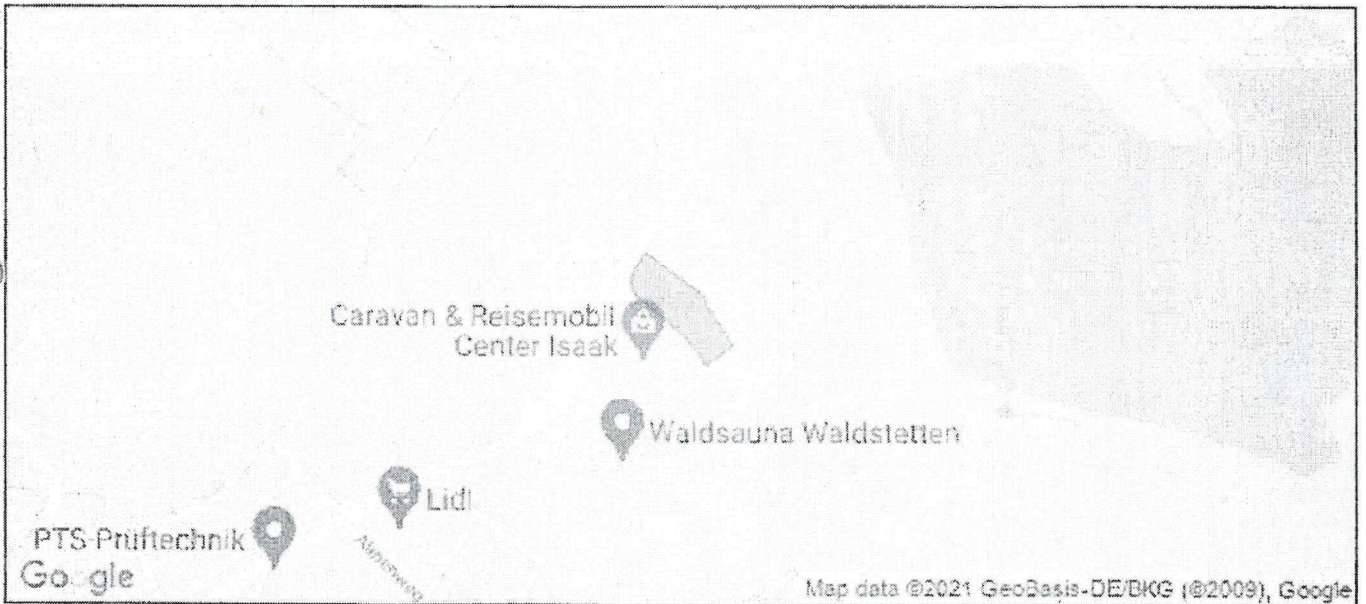 Caravan & Reisemobil
Center Isaak
Waldsauna Waldstetten
Lidl
PTS-Prüftechnik
Google
Map data ©2021 GeoBasis-DE/BKG (©2009), Google